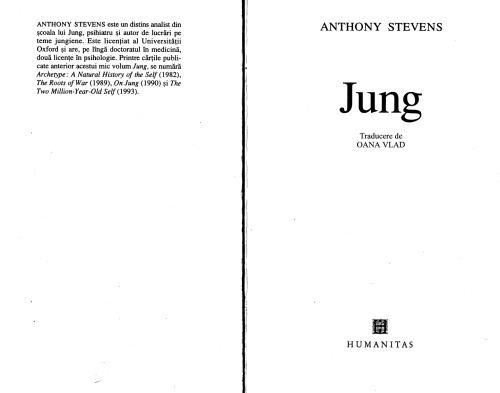 ANTHONY STEVENS este un distins analist din
școala lui Jung, psihiatru și autor de lucrări pe
teme jungiene. Este licențiat al Universității
Oxford și are, pe lîngă doctoratul în medicină,
două licențe în psihologie. Printre cărțile publi-
cate anterior acestui mic volum Jung, se numără
Archetype: A Natural History of the Self (1982),
The Roots of War (1989), On Jung (1990) și The
Two Million-Year-Old Self (1993).
ANTHONY STEVENS
Jung
Traducere de
OANA VLAD
HUMANITAS